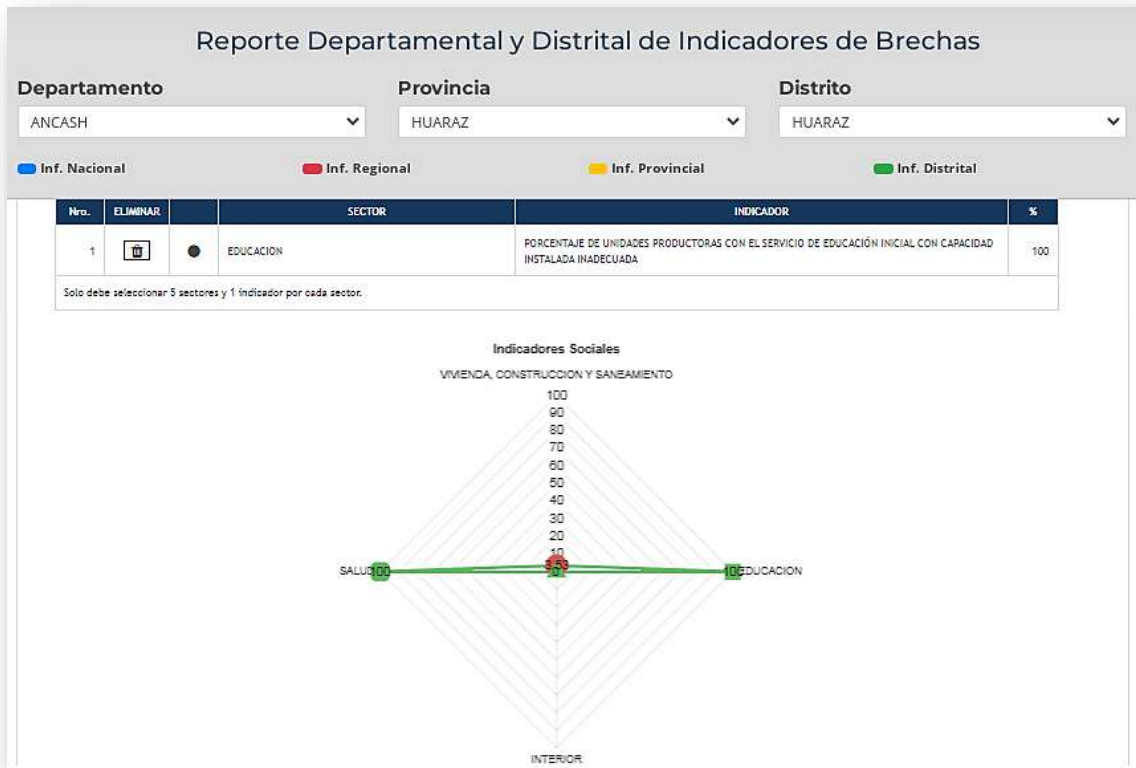 Reporte Departamental y Distrital de Indicadores de Brechas
Departamento Provincia Distrito
ANCASH HUARAZ HUARAZ
Inf. Nacional Inf. Regional Inf. Provincial Inf. Distrital
Nro. ELIMINAR SECTOR INDICADOR %
1 EDUCACION PORCENTAJE DE UNIDADES PRODUCTORAS CON EL SERVICIO DE EDUCACIÓN INICIAL CON CAPACIDAD 100
INSTALADA INADECUADA
Solo debe seleccionar 5 sectores y 1 indicador por cada sector.
Indicadores Sociales
VIVIENDA, CONSTRUCCION Y SANEAMIENTO
100
90
80
70
60
50
40
30
20
10
3.53
SALUD 100 0 100 EDUCACION
INTERIOR